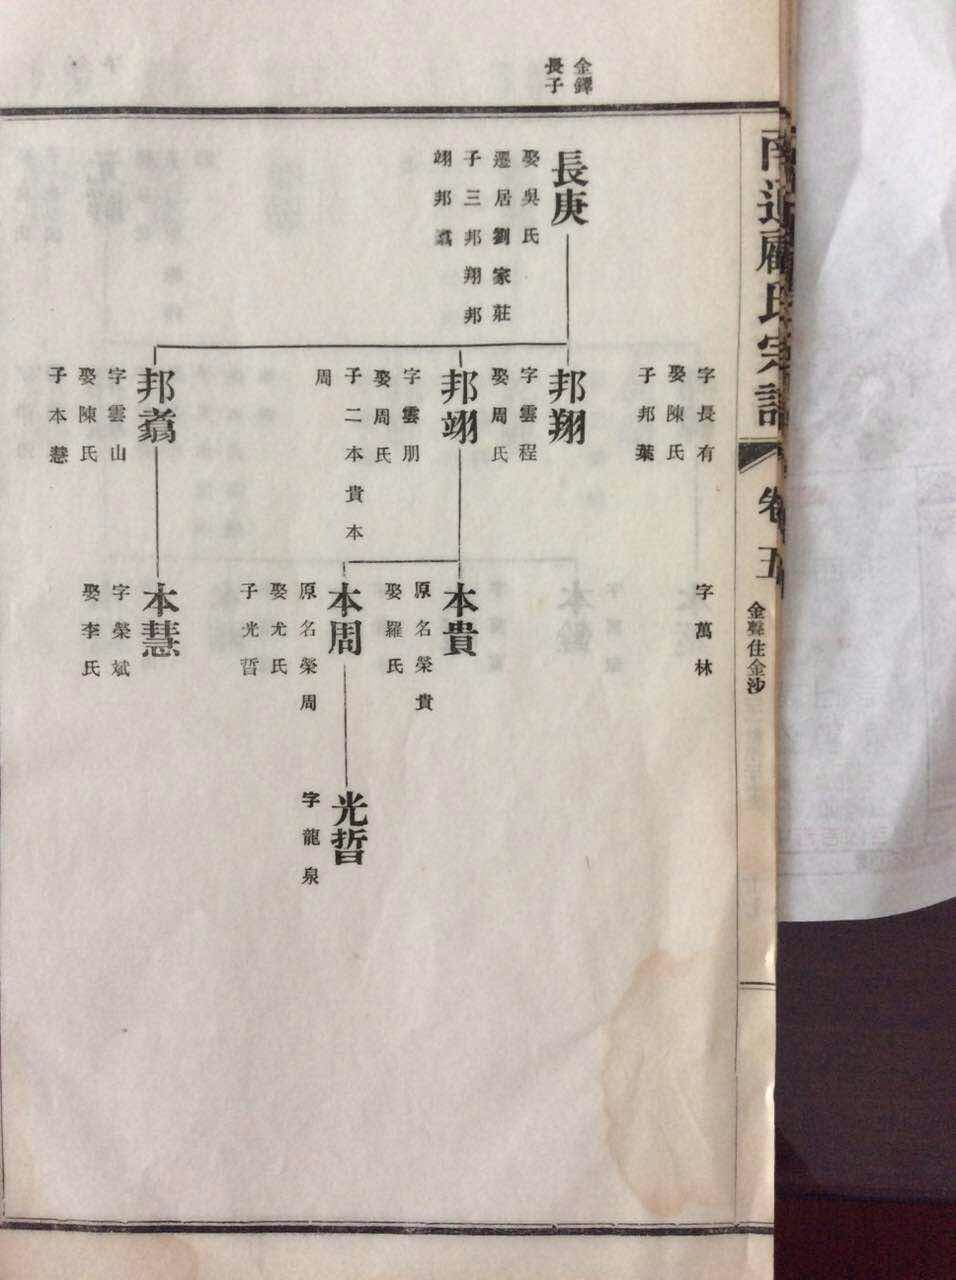 南通顧氏宗譜
卷五
金聲住金沙
金鐸
長子
字長有
娶陳氏
子邦葉
字萬林
長庚
娶吳氏
遷居劉家莊
子三邦翔邦
翊邦翥
邦翔
字雲程
娶周氏
邦翊
字雲朋
娶周氏
子二本貴本
周
邦翥
字雲山
娶陳氏
子本慧
本貴
原名榮貴
娶羅氏
本周
原名榮周
娶尤氏
子光哲
本慧
字榮斌
娶李氏
光哲
字龍泉